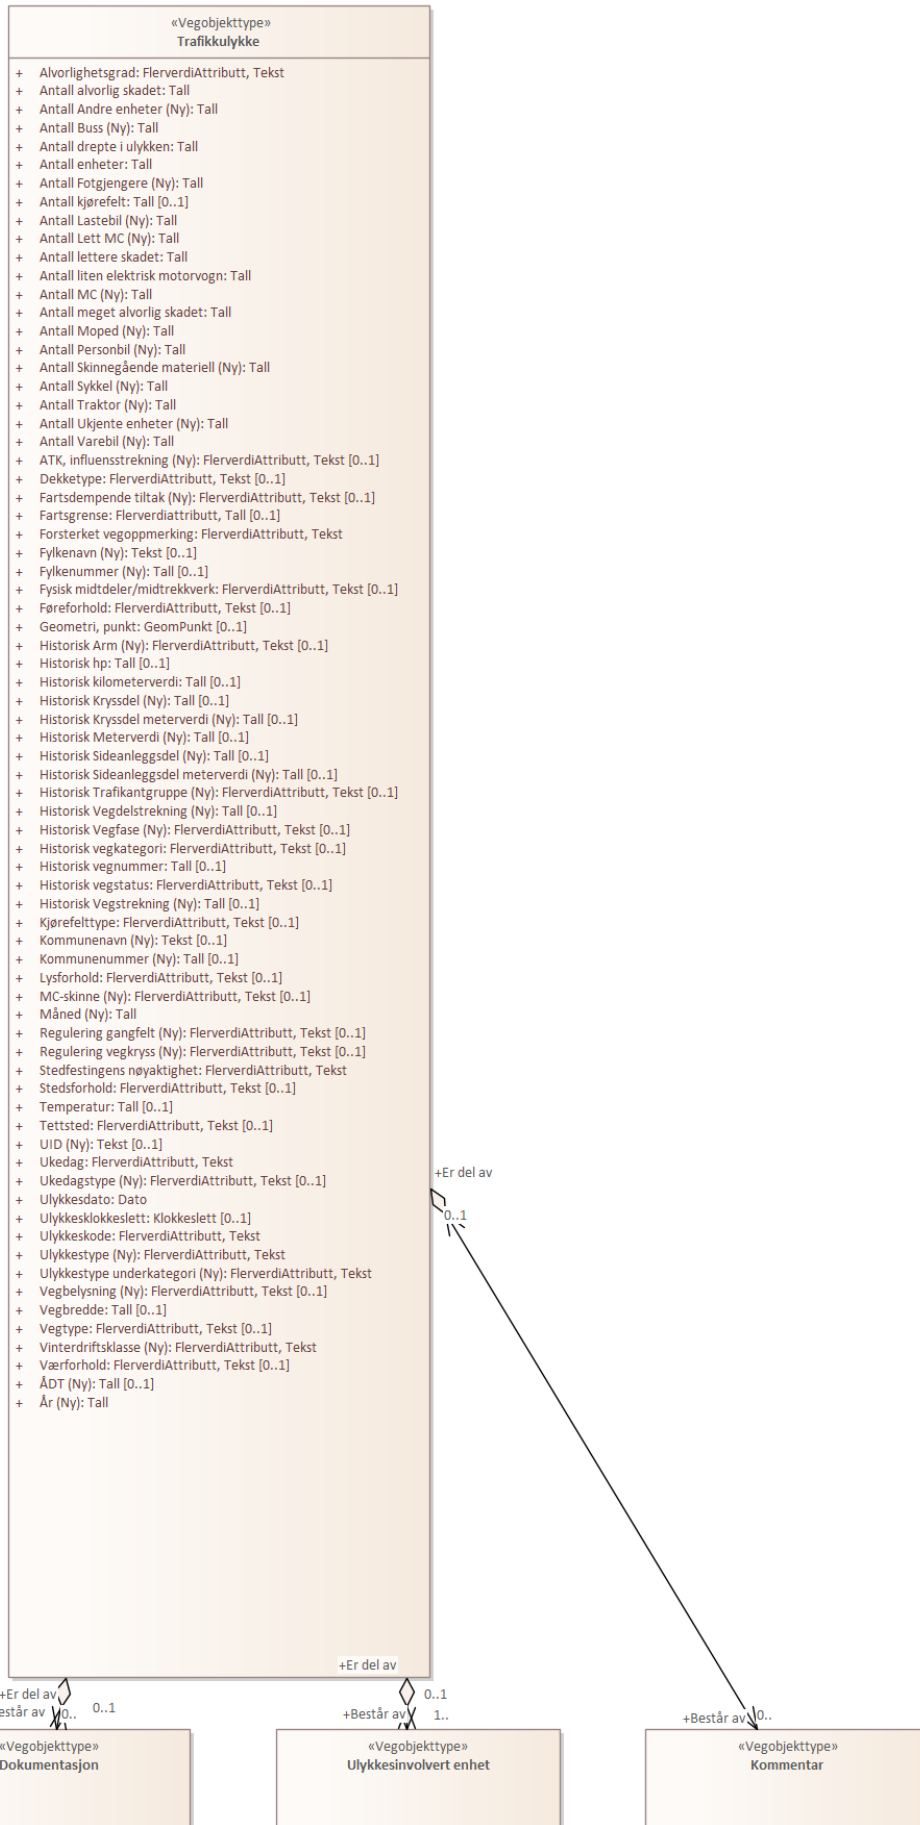 «Vegobjekttype»
Trafikkulykke
+ Alvorlighetsgrad: FlerverdiAttributt, Tekst
+ Antall alvorlig skadet: Tall
+ Antall Andre enheter (Ny): Tall
+ Antall Buss (Ny): Tall
+ Antall drepte i ulykken: Tall
+ Antall enheter: Tall
+ Antall Fotgjengere (Ny): Tall
+ Antall kjørefelt: Tall [0..1]
+ Antall Lastebil (Ny): Tall
+ Antall Lett MC (Ny): Tall
+ Antall lettere skadet: Tall
+ Antall liten elektrisk motorvogn: Tall
+ Antall MC (Ny): Tall
+ Antall meget alvorlig skadet: Tall
+ Antall Moped (Ny): Tall
+ Antall Personbil (Ny): Tall
+ Antall Skinnegående materiell (Ny): Tall
+ Antall Sykkel (Ny): Tall
+ Antall Traktor (Ny): Tall
+ Antall Ukjente enheter (Ny): Tall
+ Antall Varebil (Ny): Tall
+ ATK, influensstrekning (Ny): FlerverdiAttributt, Tekst [0..1]
+ Dekketype: FlerverdiAttributt, Tekst [0..1]
+ Fartsdempende tiltak (Ny): FlerverdiAttributt, Tekst [0..1]
+ Fartsgrense: Flerverdiattributt, Tall [0..1]
+ Forsterket vegoppmerking: FlerverdiAttributt, Tekst
+ Fylkenavn (Ny): Tekst [0..1]
+ Fylkenummer (Ny): Tall [0..1]
+ Fysisk midtdeler/midtrekkverk: FlerverdiAttributt, Tekst [0..1]
+ Føreforhold: FlerverdiAttributt, Tekst [0..1]
+ Geometri, punkt: GeomPunkt [0..1]
+ Historisk Arm (Ny): FlerverdiAttributt, Tekst [0..1]
+ Historisk hp: Tall [0..1]
+ Historisk kilometerverdi: Tall [0..1]
+ Historisk Kryssdel (Ny): Tall [0..1]
+ Historisk Kryssdel meterverdi (Ny): Tall [0..1]
+ Historisk Meterverdi (Ny): Tall [0..1]
+ Historisk Sideanleggsdel (Ny): Tall [0..1]
+ Historisk Sideanleggsdel meterverdi (Ny): Tall [0..1]
+ Historisk Trafikantgruppe (Ny): FlerverdiAttributt, Tekst [0..1]
+ Historisk Vegdelstrekning (Ny): Tall [0..1]
+ Historisk Vegfase (Ny): FlerverdiAttributt, Tekst [0..1]
+ Historisk vegkategori: FlerverdiAttributt, Tekst [0..1]
+ Historisk vegnummer: Tall [0..1]
+ Historisk vegstatus: FlerverdiAttributt, Tekst [0..1]
+ Historisk Vegstrekning (Ny): Tall [0..1]
+ Kjørefelttype: FlerverdiAttributt, Tekst [0..1]
+ Kommunenavn (Ny): Tekst [0..1]
+ Kommunenummer (Ny): Tall [0..1]
+ Lysforhold: FlerverdiAttributt, Tekst [0..1]
+ MC-skinne (Ny): FlerverdiAttributt, Tekst [0..1]
+ Måned (Ny): Tall
+ Regulering gangfelt (Ny): FlerverdiAttributt, Tekst [0..1]
+ Regulering vegkryss (Ny): FlerverdiAttributt, Tekst [0..1]
+ Stedfestingens nøyaktighet: FlerverdiAttributt, Tekst
+ Stedsforhold: FlerverdiAttributt, Tekst [0..1]
+ Temperatur: Tall [0..1]
+ Tettsted: FlerverdiAttributt, Tekst [0..1]
+ UID (Ny): Tekst [0..1]
+ Ukedag: FlerverdiAttributt, Tekst
+ Ukedagstype (Ny): FlerverdiAttributt, Tekst [0..1]
+ Ulykkesdato: Dato
+ Ulykkesklokkeslett: Klokkeslett [0..1]
+ Ulykkeskode: FlerverdiAttributt, Tekst
+ Ulykkestype (Ny): FlerverdiAttributt, Tekst
+ Ulykkestype underkategori (Ny): FlerverdiAttributt, Tekst
+ Vegbelysning (Ny): FlerverdiAttributt, Tekst [0..1]
+ Vegbredde: Tall [0..1]
+ Vegtype: FlerverdiAttributt, Tekst [0..1]
+ Vinterdriftsklasse (Ny): FlerverdiAttributt, Tekst
+ Værforhold: FlerverdiAttributt, Tekst [0..1]
+ ÅDT (Ny): Tall [0..1]
+ År (Ny): Tall
+Er del av
0..1
+Er del av
+Er del av
0..1
0..1
estår av
0..
+Består av
1..
+Består av
0..
«Vegobjekttype»
Dokumentasjon
«Vegobjekttype»
Ulykkesinvolvert enhet
«Vegobjekttype»
Kommentar